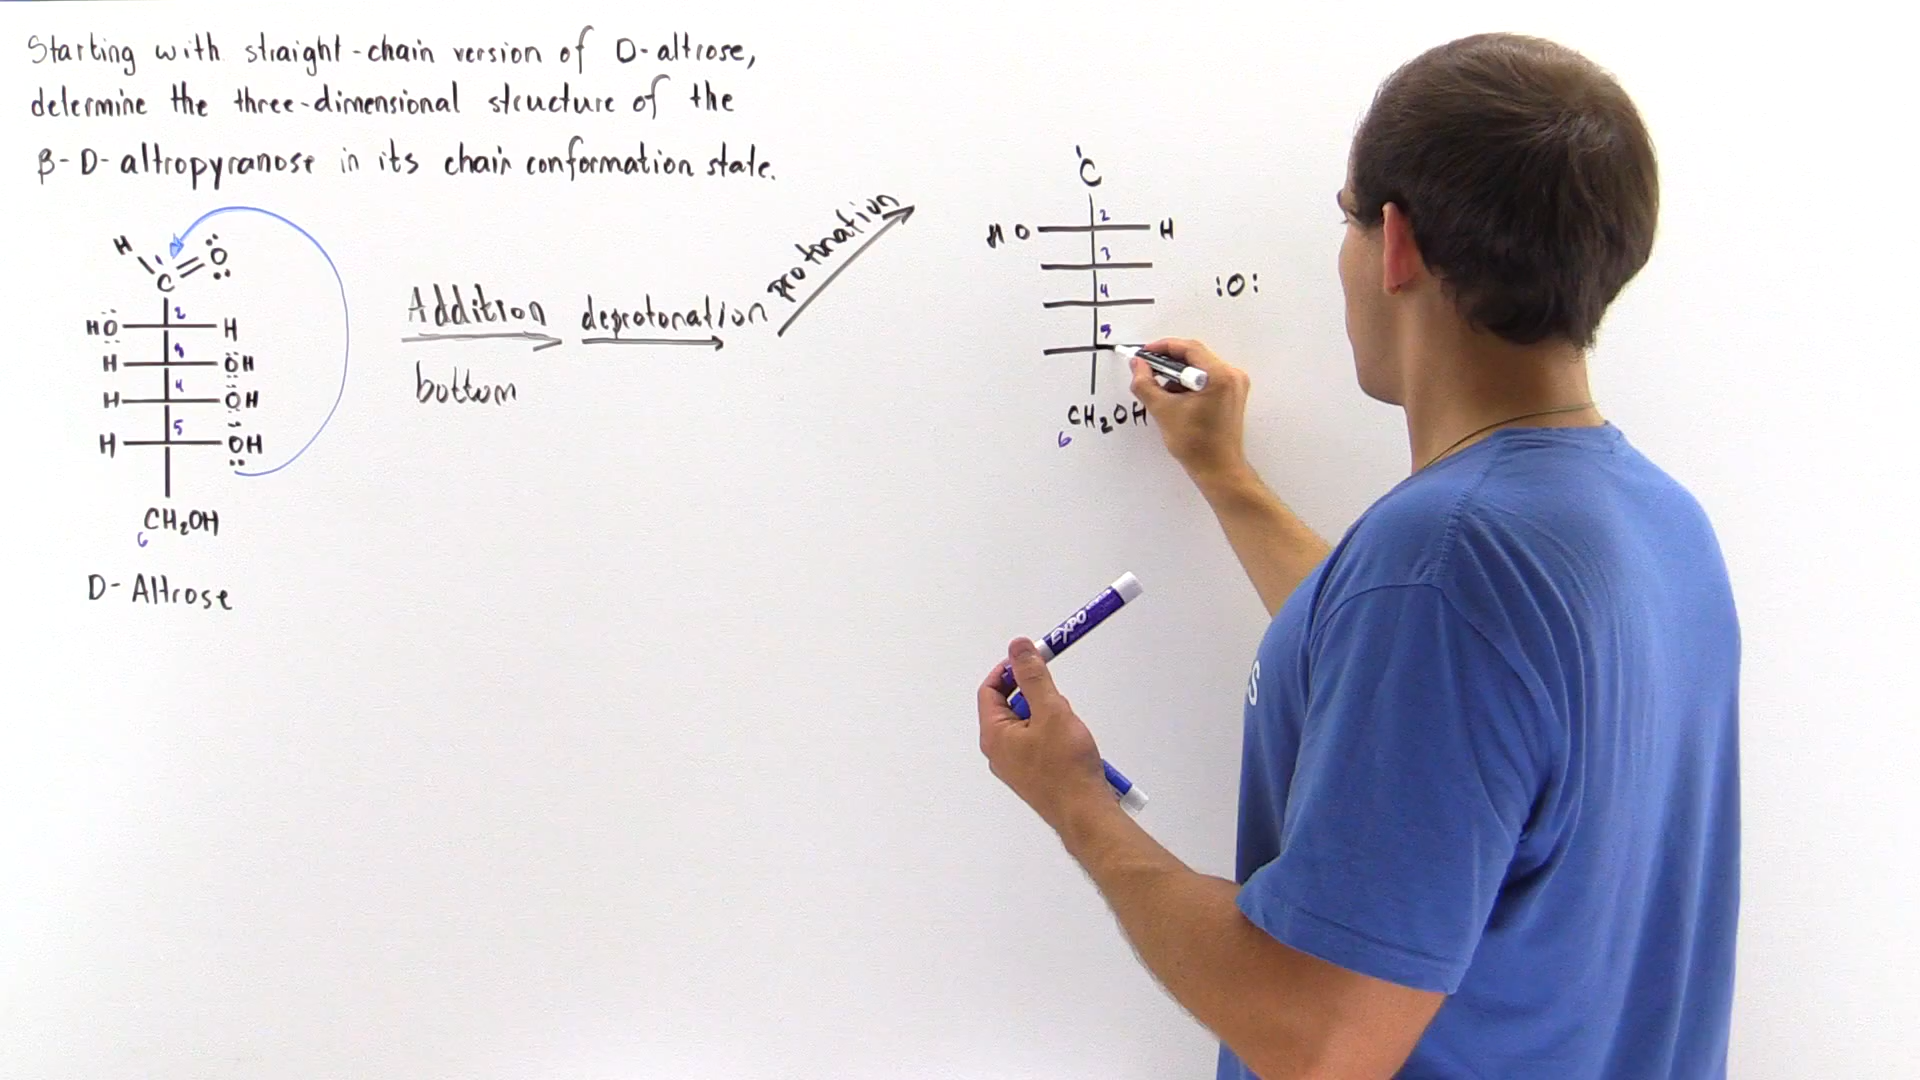 Starting with straight-chain version of D-altrose,
determine the three-dimensional structure of the
β-D-altropyranose in its chair conformation state.
H
C
O
HO 2 H
H 3 OH
H 4 OH
H 5 OH
6 CH2OH
D-Altrose
Addition
bottom
deprotonation
protonation
C
HO 2 H
3
4
:O:
5
6 CH2OH
EXPO
S